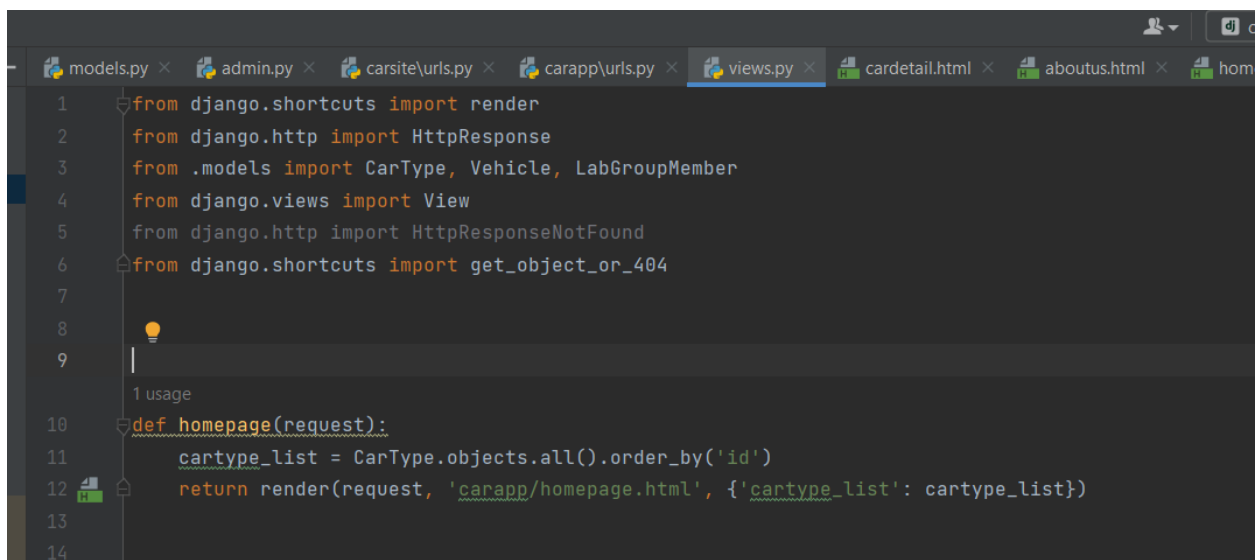 dj c
models.py × admin.py × carsite\urls.py × carapp\urls.py × views.py × cardetail.html × aboutus.html × hom
1 from django.shortcuts import render
2 from django.http import HttpResponse
3 from .models import CarType, Vehicle, LabGroupMember
4 from django.views import View
5 from django.http import HttpResponseNotFound
6 from django.shortcuts import get_object_or_404
7
8
9
1 usage
10 def homepage(request):
11 cartype_list = CarType.objects.all().order_by('id')
12 return render(request, 'carapp/homepage.html', {'cartype_list': cartype_list})
13
14